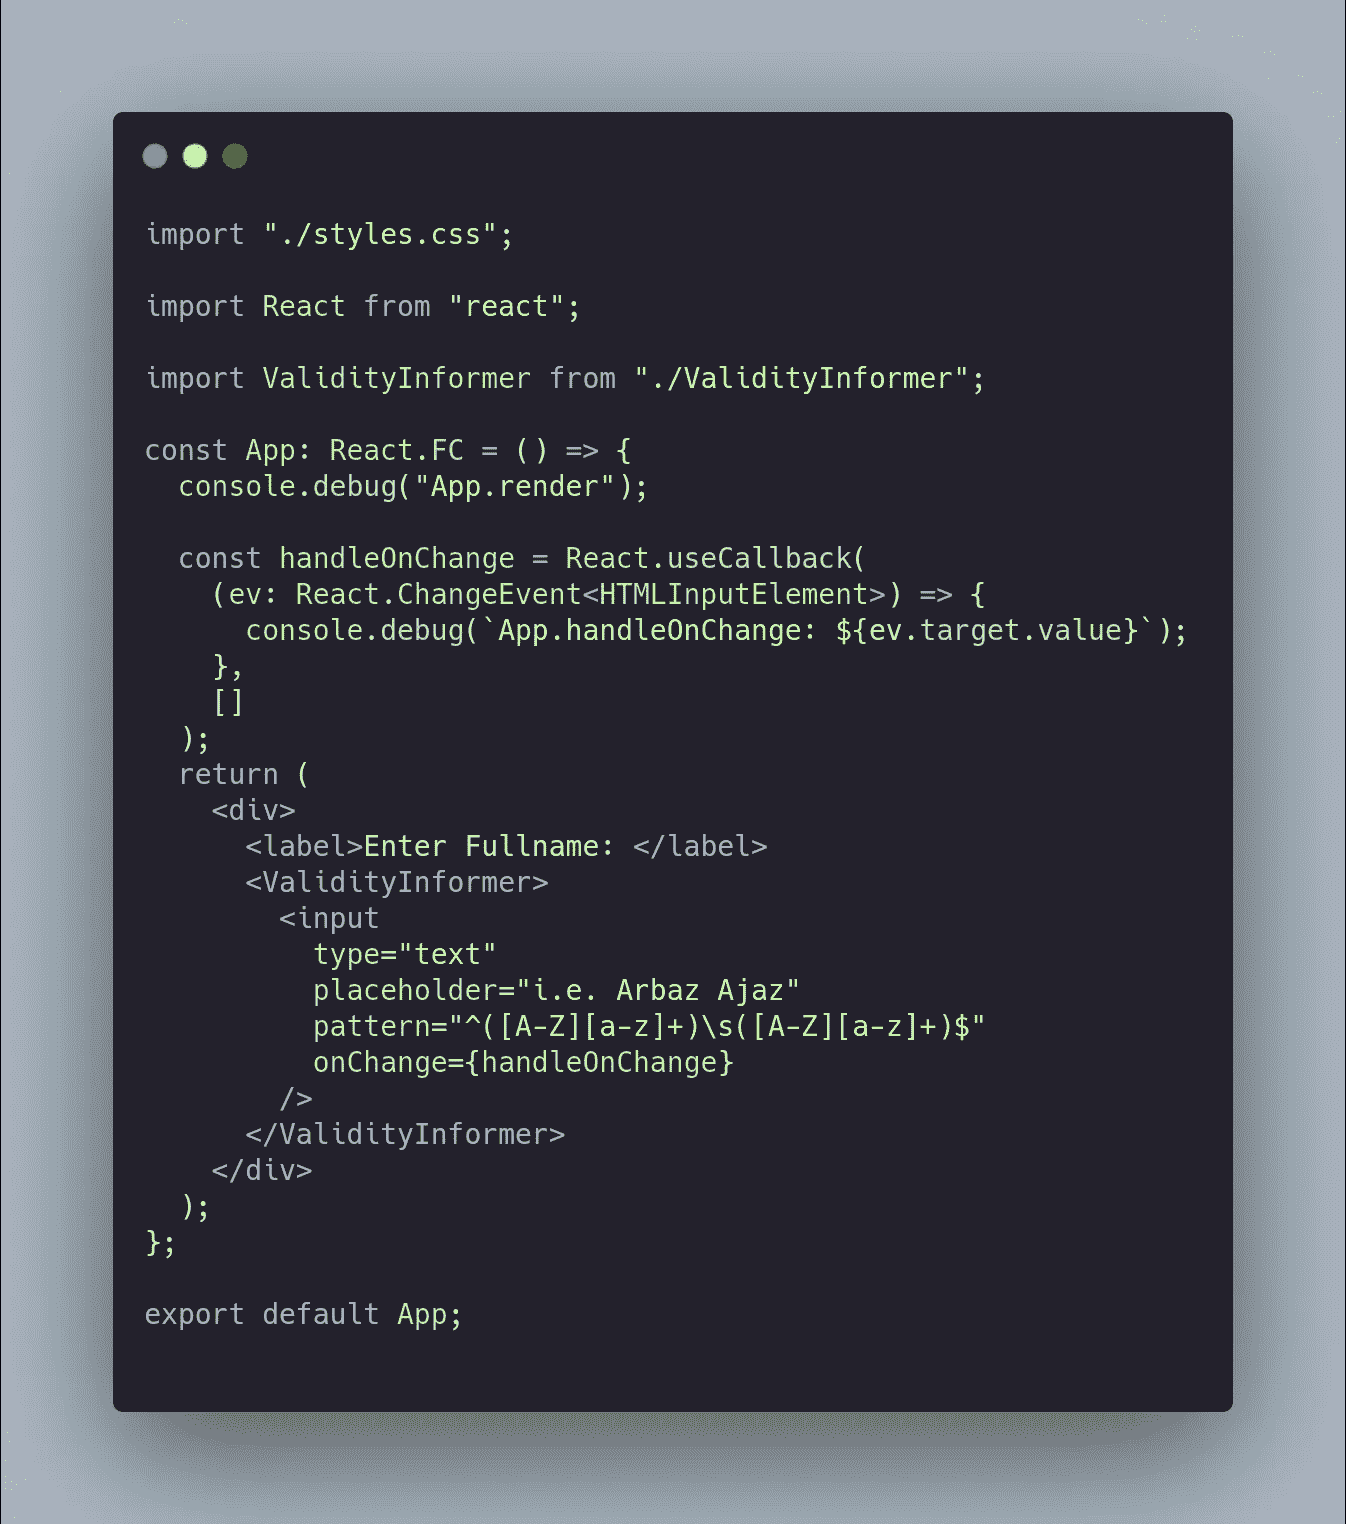 import "./styles.css";
import React from "react";
import ValidityInformer from "./ValidityInformer";
const App: React.FC = () => {
  console.debug("App.render");
  const handleOnChange = React.useCallback(
    (ev: React.ChangeEvent<HTMLInputElement>) => {
      console.debug(`App.handleOnChange: ${ev.target.value}`);
    },
    []
  );
  return (
    <div>
      <label>Enter Fullname: </label>
      <ValidityInformer>
        <input
          type="text"
          placeholder="i.e. Arbaz Ajaz"
          pattern="^([A-Z][a-z]+)\s([A-Z][a-z]+)$"
          onChange={handleOnChange}
        />
      </ValidityInformer>
    </div>
  );
};
export default App;